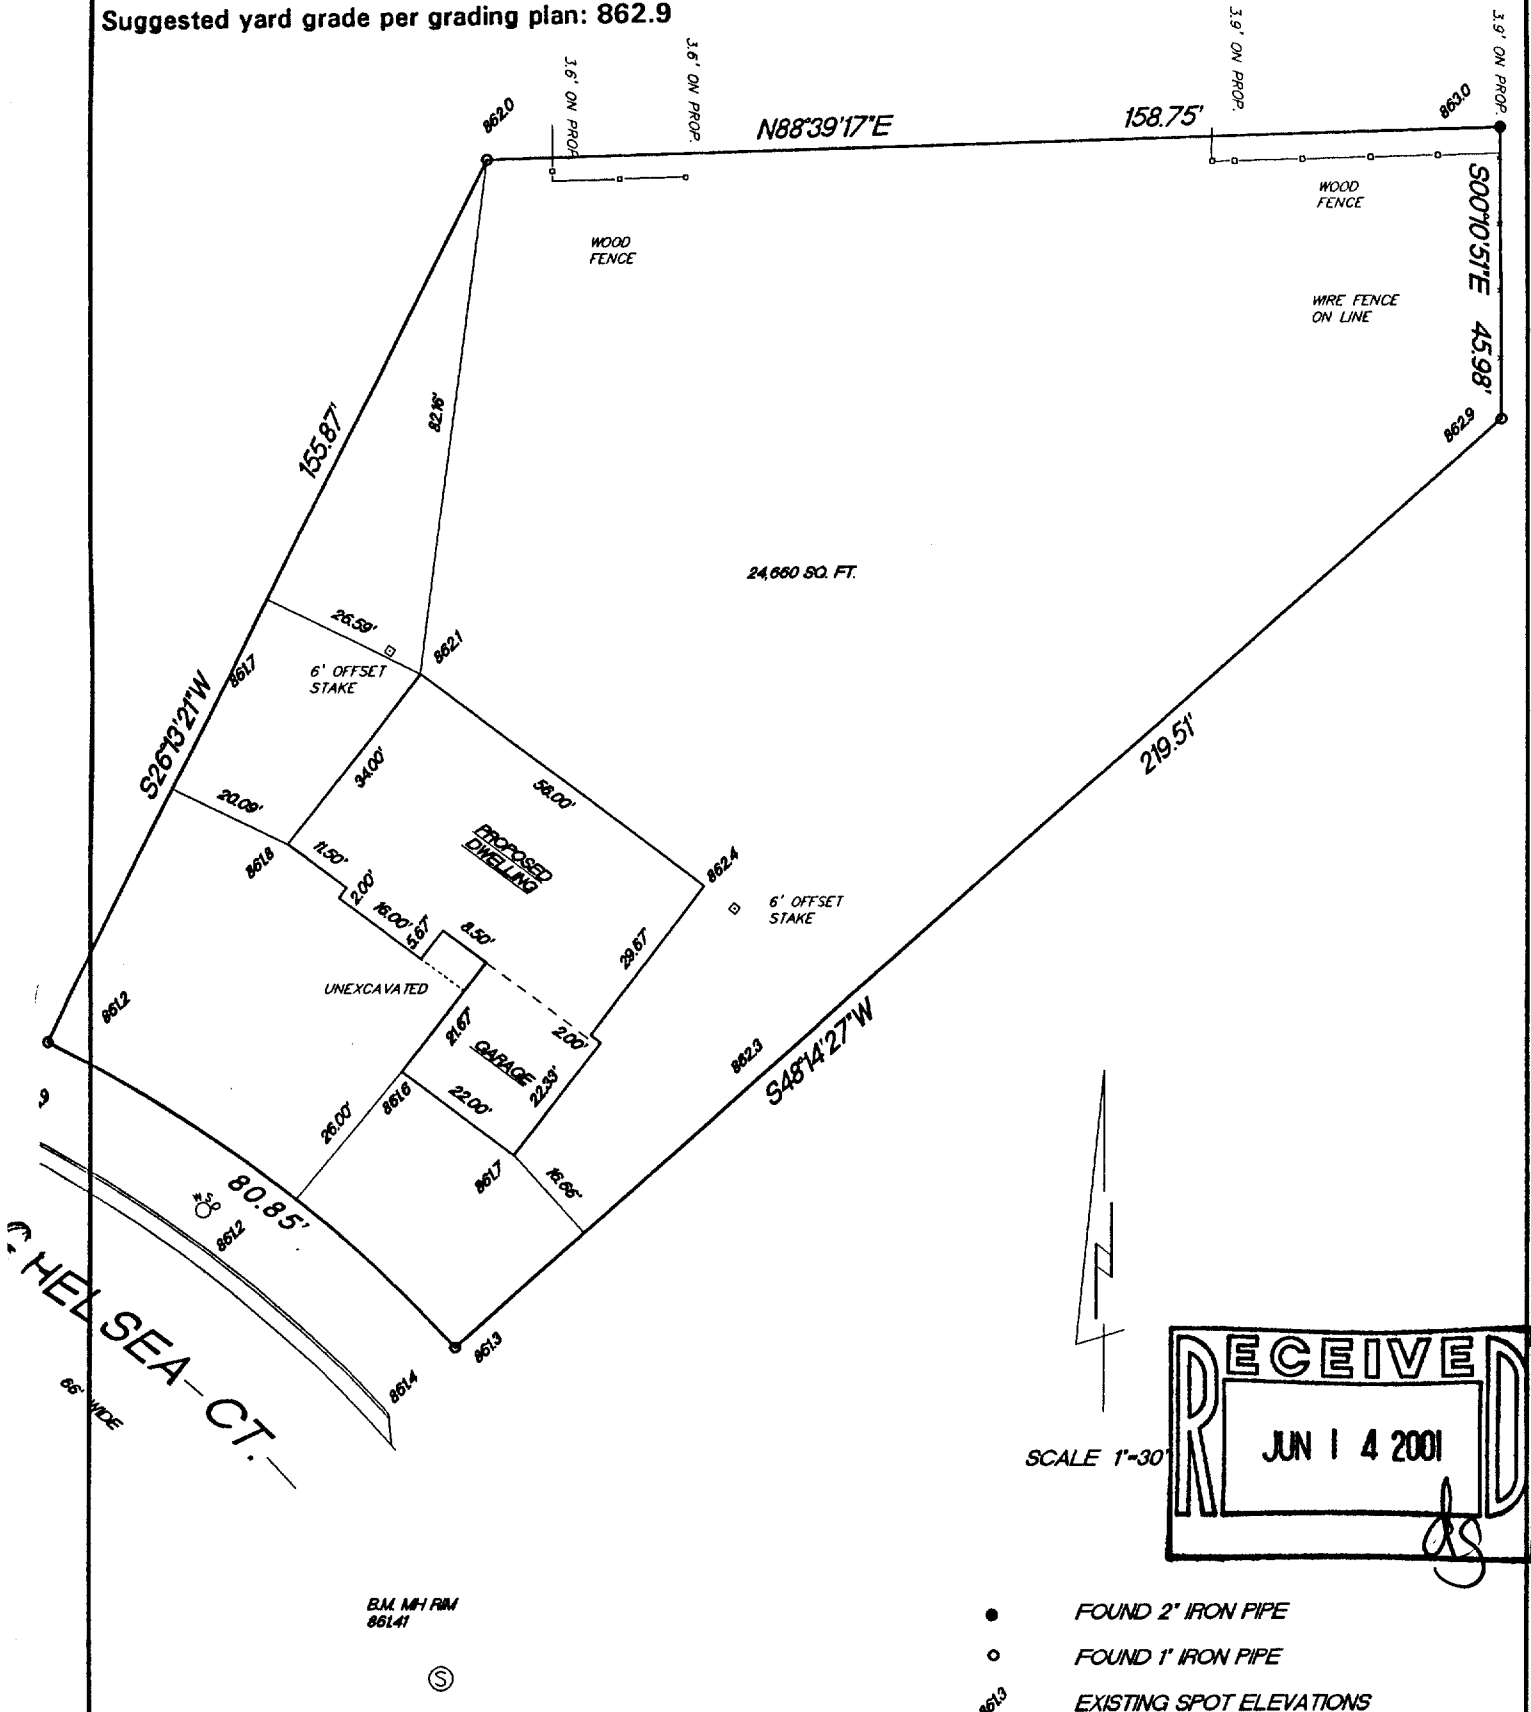 Suggested yard grade per grading plan: 862.9
3.6' ON PROP.
3.6' ON PROP.
3.9' ON PROP.
3.9' ON PROP.
862.0
N88°39'17"E
158.75'
863.0
WOOD
FENCE
WOOD
FENCE
S00°10'51"E 45.98'
WIRE FENCE
ON LINE
862.9
155.87'
82.16'
24,660 SQ. FT.
26.59'
862.1
6' OFFSET
STAKE
861.7
S26°13'21"W
34.00'
56.00'
219.51'
20.09'
PROPOSED
DWELLING
861.8
11.50'
2.00'
862.4
16.00'
5.67'
8.50'
6' OFFSET
STAKE
29.67'
UNEXCAVATED
861.2
21.67'
2.00'
GARAGE
862.3
S48°14'27"W
.9
26.00'
861.6
22.00'
22.33'
861.7
16.66'
80.85'
W.S.O
861.2
CHELSEA CT.
66' WIDE
861.3
861.4
SCALE 1"=30'
RECEIVED
JUN 14 2001
ds
B.M. MH RIM
861.41
S
FOUND 2" IRON PIPE
FOUND 1" IRON PIPE
861.3 EXISTING SPOT ELEVATIONS